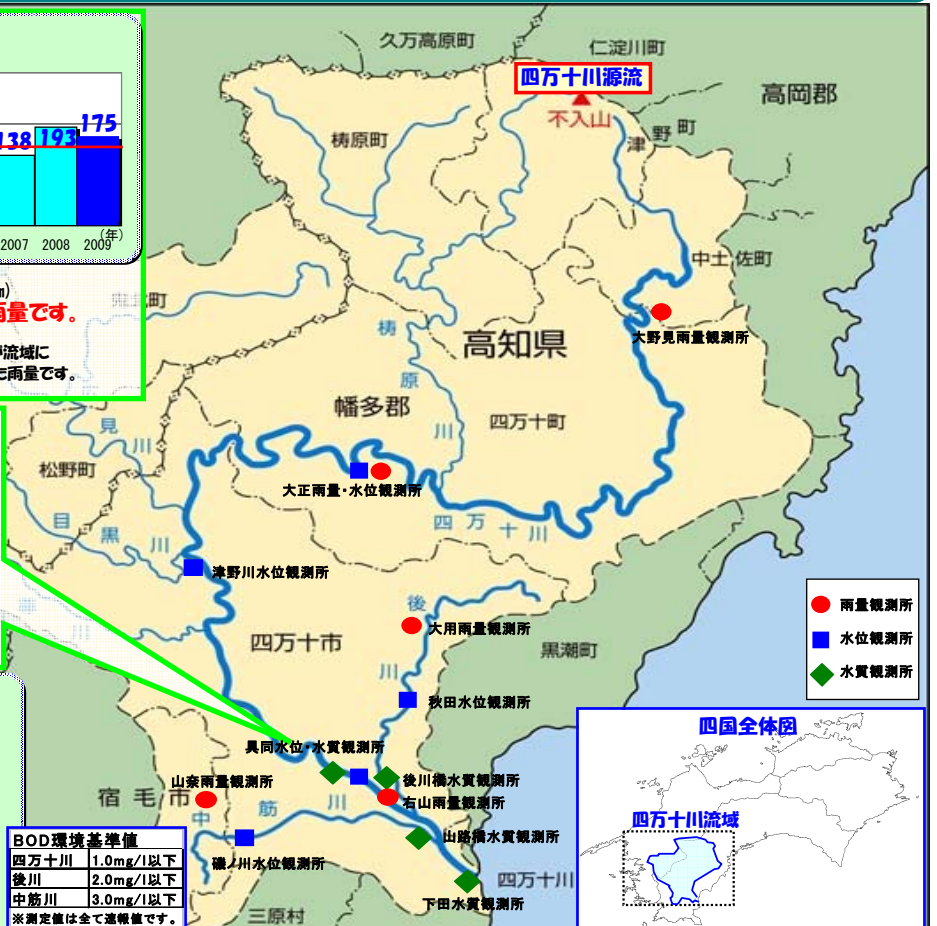 138
193
175
2007
2008
2009
(年)
雨量です。
流域に
雨量です。
久万高原町
仁淀川町
四万十川源流
不入山
高岡郡
津野町
梼原町
中土佐町
大野見雨量観測所
高知県
梼原川
幡多郡
四万十町
見川
松野町
大正雨量・水位観測所
四万十川
目黒川
津野川水位観測所
後川
大用雨量観測所
四万十市
黒潮町
秋田水位観測所
雨量観測所
水位観測所
水質観測所
具同水位・水質観測所
山奈雨量観測所
後川橋水質観測所
宿毛市
右山雨量観測所
中筋川
山路橋水質観測所
磯ノ川水位観測所
四万十川
下田水質観測所
三原村
BOD環境基準値
四万十川 1.0mg/l以下
後川 2.0mg/l以下
中筋川 3.0mg/l以下
※測定値は全て速報値です。
四国全体図
四万十川流域